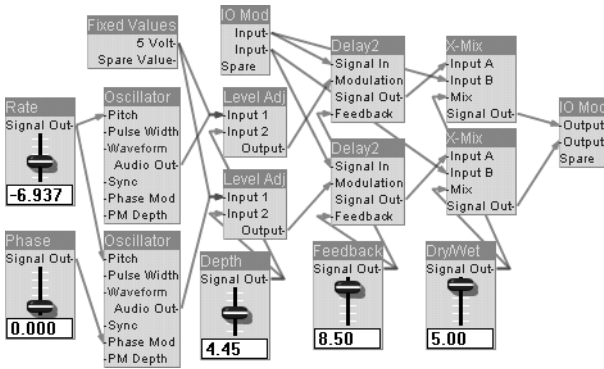 Fixed Values
5 Volt
Spare Value
IO Mod
Input
Input
Spare
Delay2
Signal In
Modulation
Signal Out
Feedback
X-Mix
Input A
Input B
Mix
Signal Out
Rate
Signal Out
-6.937
Oscillator
Pitch
Pulse Width
Waveform
Audio Out
Sync
Phase Mod
PM Depth
Level Adj
Input 1
Input 2
Output
Delay2
Signal In
Modulation
Signal Out
Feedback
X-Mix
Input A
Input B
Mix
Signal Out
IO Mod
Output
Output
Spare
Level Adj
Input 1
Input 2
Output
Phase
Signal Out
0.000
Oscillator
Pitch
Pulse Width
Waveform
Audio Out
Sync
Phase Mod
PM Depth
Depth
Signal Out
4.45
Feedback
Signal Out
8.50
Dry/Wet
Signal Out
5.00